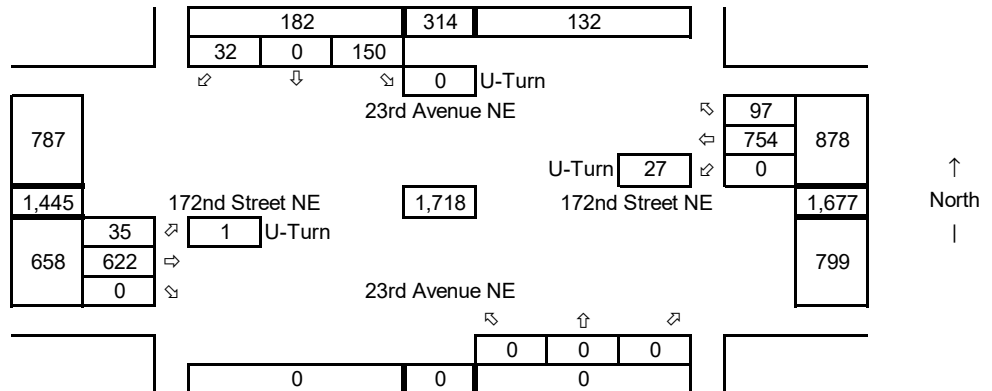 182 314 132
32 0 150
⬃ ⇩ ⬂ 0 U-Turn
23rd Avenue NE
787 ⬁ 97 878
⇦ 754
U-Turn 27 ⬃ 0
↑
1,445 172nd Street NE 1,718 172nd Street NE 1,677 North
|
35 ⬀ 1 U-Turn
658 622 ⇨ 799
0 ⬂ 23rd Avenue NE
⬁ ⇧ ⬀
0 0 0
0 0 0